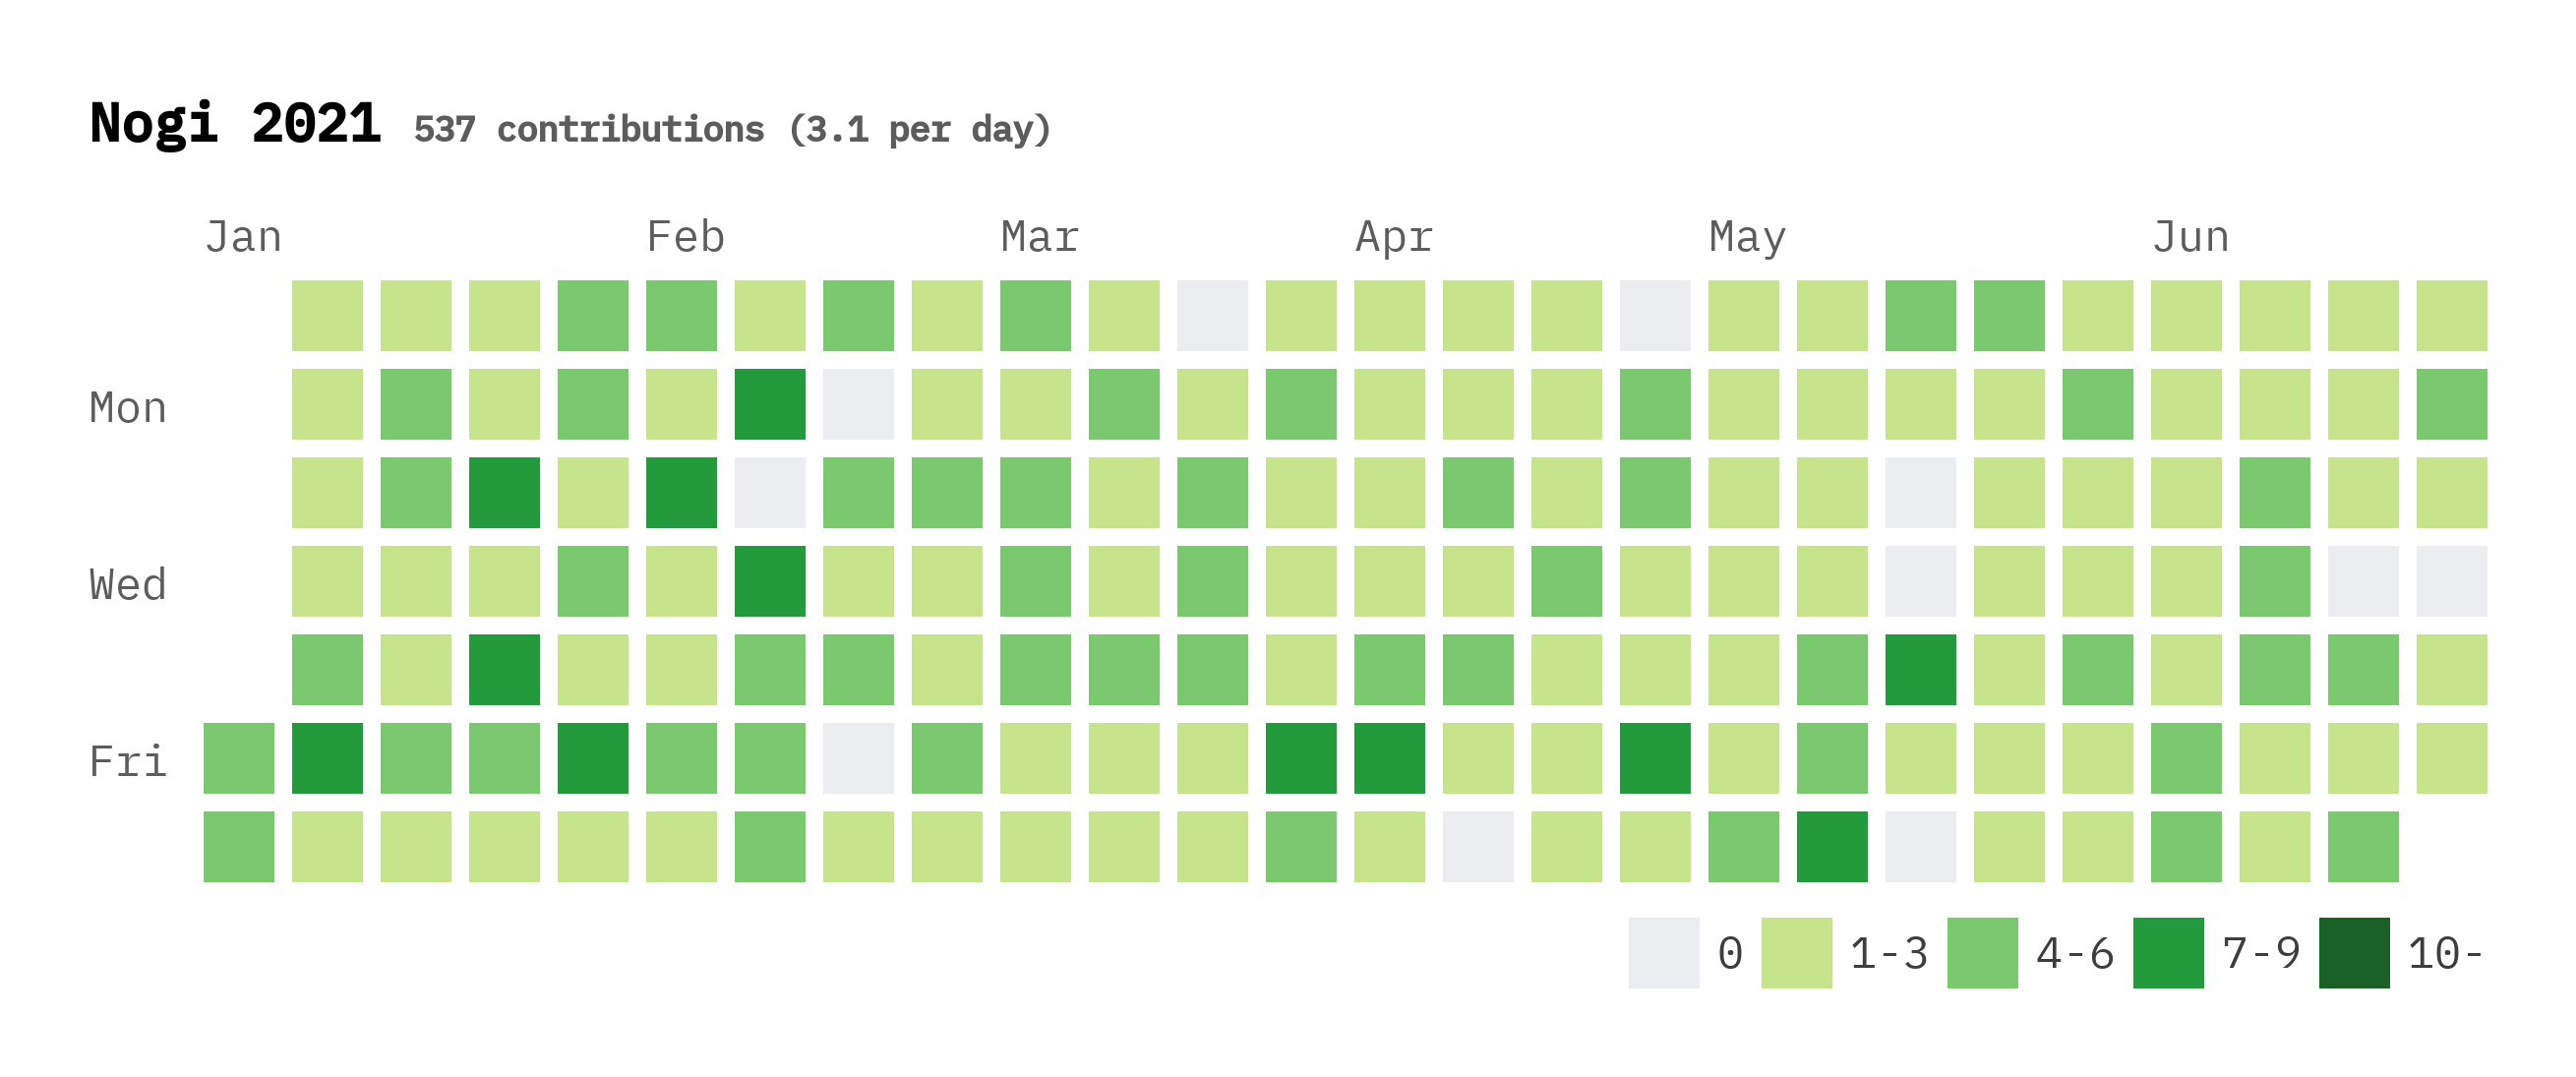 Nogi 2021 537 contributions (3.1 per day)
Jan Feb Mar Apr May Jun
Mon
Wed
Fri
0 1-3 4-6 7-9 10-